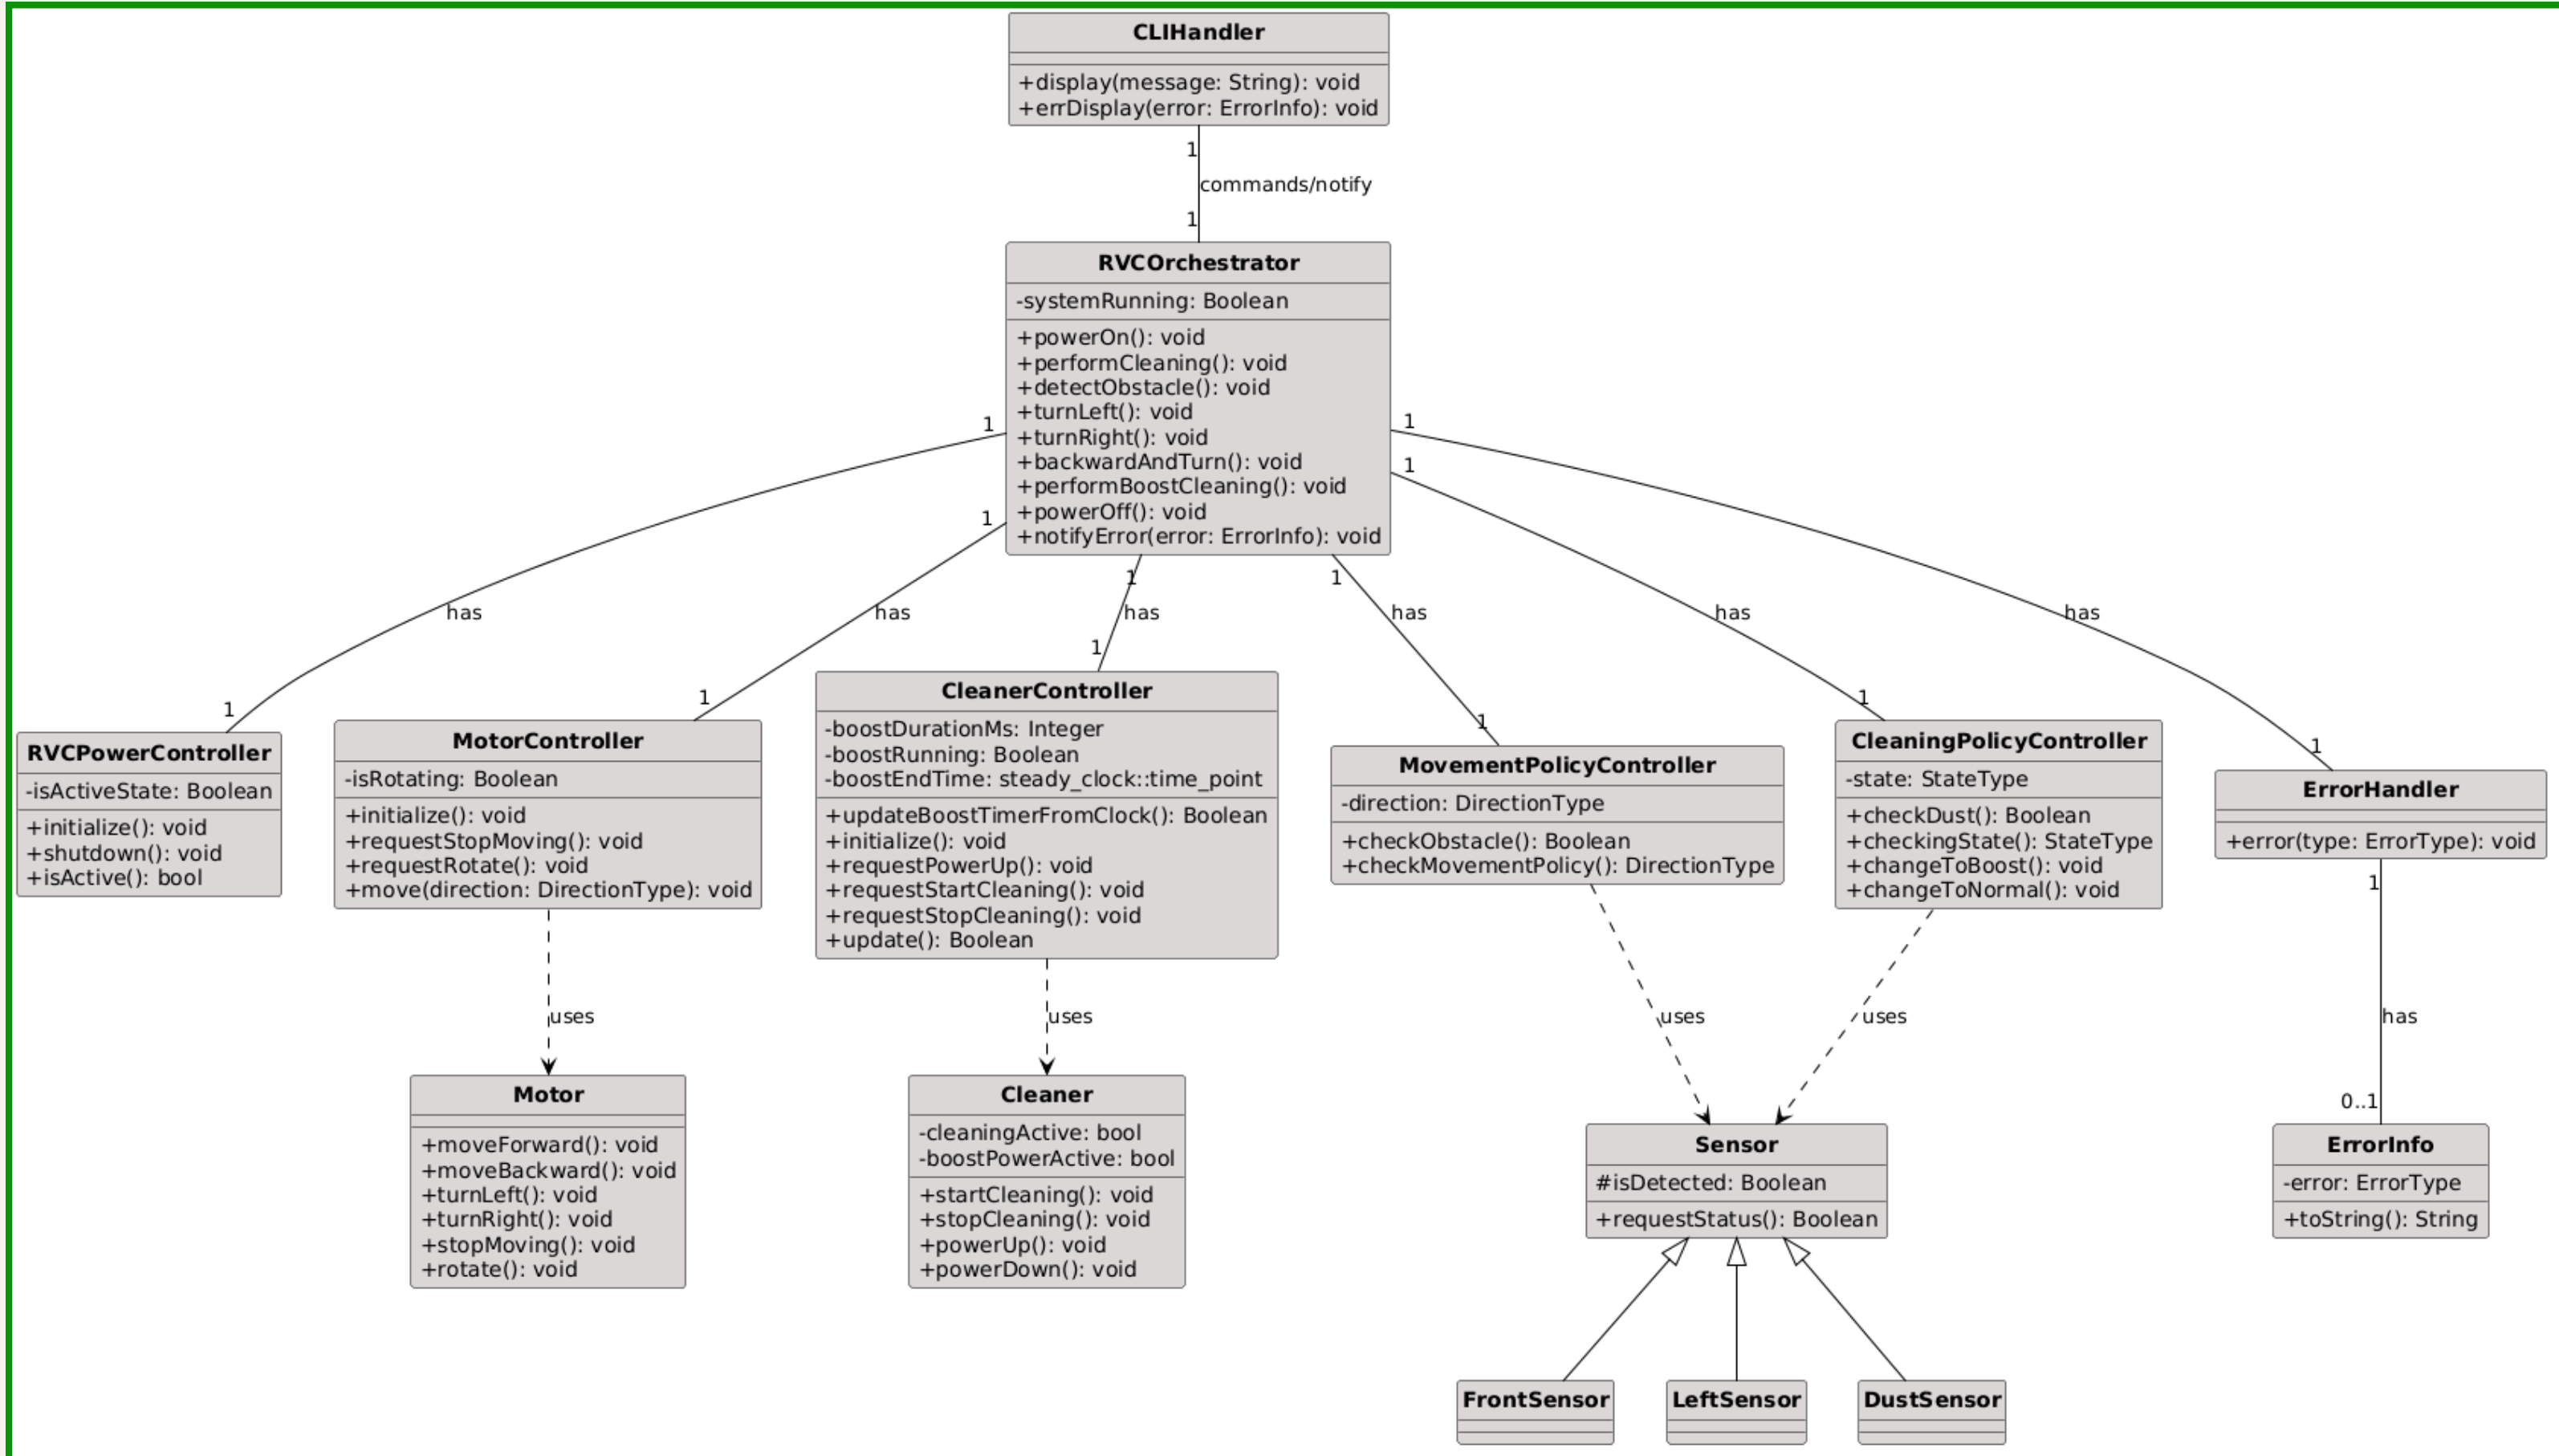 CLIHandler
+display(message: String): void
+errDisplay(error: ErrorInfo): void
1
commands/notify
1
RVCOrchestrator
-systemRunning: Boolean
+powerOn(): void
+performCleaning(): void
+detectObstacle(): void
+turnLeft(): void
+turnRight(): void
+backwardAndTurn(): void
+performBoostCleaning(): void
+powerOff(): void
+notifyError(error: ErrorInfo): void
1
1
1
1
1
1
has
has
has
has
has
has
1
1
1
1
1
1
RVCPowerController
-isActiveState: Boolean
+initialize(): void
+shutdown(): void
+isActive(): bool
MotorController
-isRotating: Boolean
+initialize(): void
+requestStopMoving(): void
+requestRotate(): void
+move(direction: DirectionType): void
CleanerController
-boostDurationMs: Integer
-boostRunning: Boolean
-boostEndTime: steady_clock::time_point
+updateBoostTimerFromClock(): Boolean
+initialize(): void
+requestPowerUp(): void
+requestStartCleaning(): void
+requestStopCleaning(): void
+update(): Boolean
MovementPolicyController
-direction: DirectionType
+checkObstacle(): Boolean
+checkMovementPolicy(): DirectionType
CleaningPolicyController
-state: StateType
+checkDust(): Boolean
+checkingState(): StateType
+changeToBoost(): void
+changeToNormal(): void
ErrorHandler
+error(type: ErrorType): void
1
uses
uses
uses
uses
has
0..1
Motor
+moveForward(): void
+moveBackward(): void
+turnLeft(): void
+turnRight(): void
+stopMoving(): void
+rotate(): void
Cleaner
-cleaningActive: bool
-boostPowerActive: bool
+startCleaning(): void
+stopCleaning(): void
+powerUp(): void
+powerDown(): void
Sensor
#isDetected: Boolean
+requestStatus(): Boolean
ErrorInfo
-error: ErrorType
+toString(): String
FrontSensor
LeftSensor
DustSensor